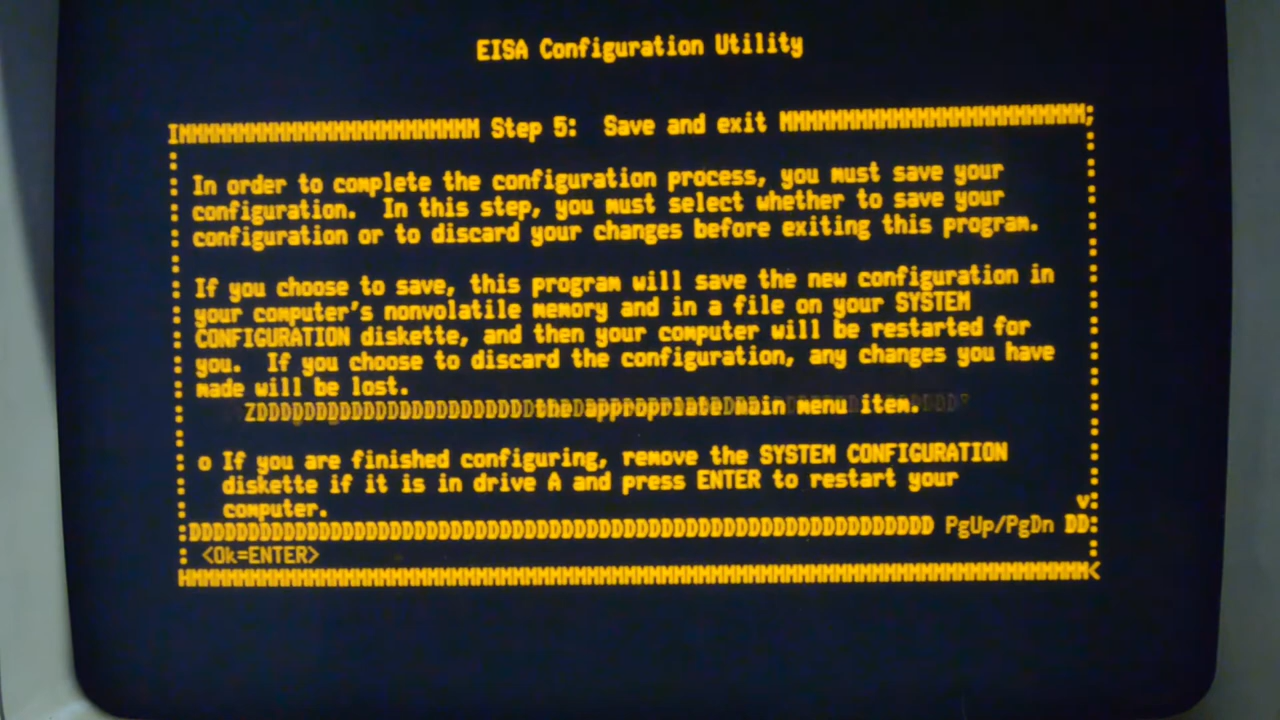 EISA Configuration Utility
IMMMMMMMMMMMMMMMMMMMMMMMMM Step 5:  Save and exit MMMMMMMMMMMMMMMMMMMMMMMMM;
In order to complete the configuration process, you must save your
configuration.  In this step, you must select whether to save your
configuration or to discard your changes before exiting this program.
If you choose to save, this program will save the new configuration in
your computer's nonvolatile memory and in a file on your SYSTEM
CONFIGURATION diskette, and then your computer will be restarted for
you.  If you choose to discard the configuration, any changes you have
made will be lost.
the appropriate main menu item.
o If you are finished configuring, remove the SYSTEM CONFIGURATION
diskette if it is in drive A and press ENTER to restart your
computer.
v:
:DDDDDDDDDDDDDDDDDDDDDDDDDDDDDDDDDDDDDDDDDDDDDDDDDDDDDDDDDDDDDD PgUp/PgDn DD:
: <Ok=ENTER> :
HMMMMMMMMMMMMMMMMMMMMMMMMMMMMMMMMMMMMMMMMMMMMMMMMMMMMMMMMMMMMMMMMMMMMMMMMMMM<